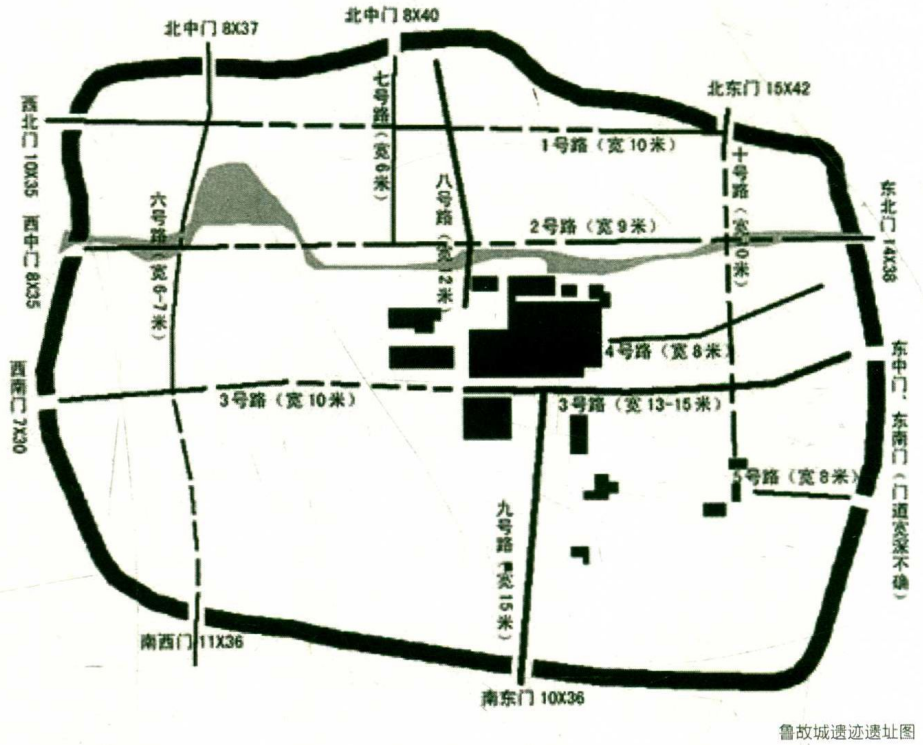 北中门 8X37
北中门 8X40
北东门 15X42
西北门 10X35
七号路（宽6米）
1号路（宽10米）
十号路（宽10米）
六号路（宽6-7米）
八号路（宽12米）
2号路（宽9米）
东北门 14X38
西中门 8X35
4号路（宽8米）
东中门、东南门（门道宽深不确）
西南门 7X30
3号路（宽10米）
3号路（宽13-15米）
5号路（宽8米）
九号路（宽15米）
南西门 11X36
南东门 10X36
鲁故城遗迹遗址图